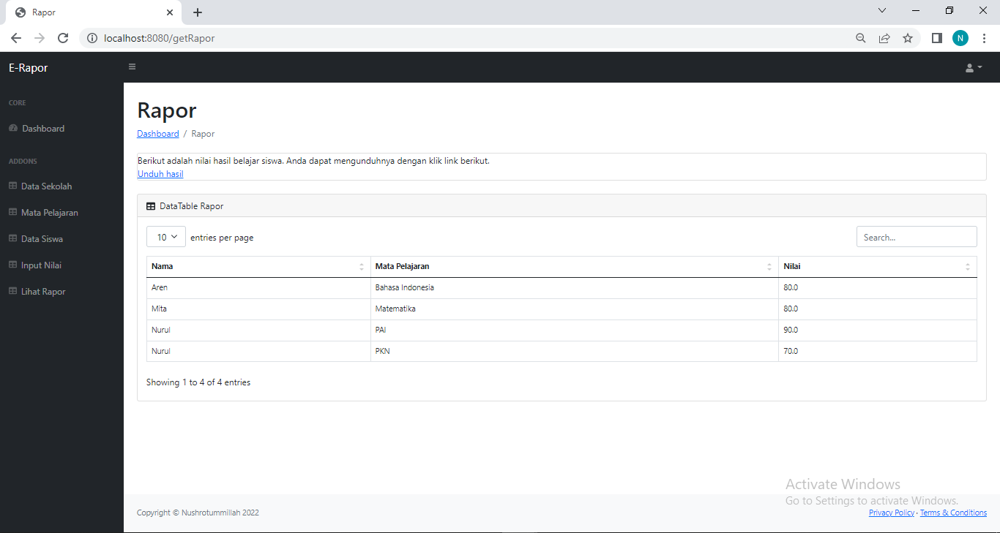 Rapor
localhost:8080/getRapor
N
E-Rapor
CORE
Dashboard
ADDONS
Data Sekolah
Mata Pelajaran
Data Siswa
Input Nilai
Lihat Rapor
Rapor
Dashboard / Rapor
Berikut adalah nilai hasil belajar siswa. Anda dapat mengunduhnya dengan klik link berikut.
Unduh hasil
DataTable Rapor
10 entries per page Search...
Nama Mata Pelajaran Nilai
Aren Bahasa Indonesia 80.0
Mita Matematika 80.0
Nurul PAI 90.0
Nurul PKN 70.0
Showing 1 to 4 of 4 entries
Activate Windows
Go to Settings to activate Windows.
Copyright © Nushrotummillah 2022 Privacy Policy · Terms & Conditions